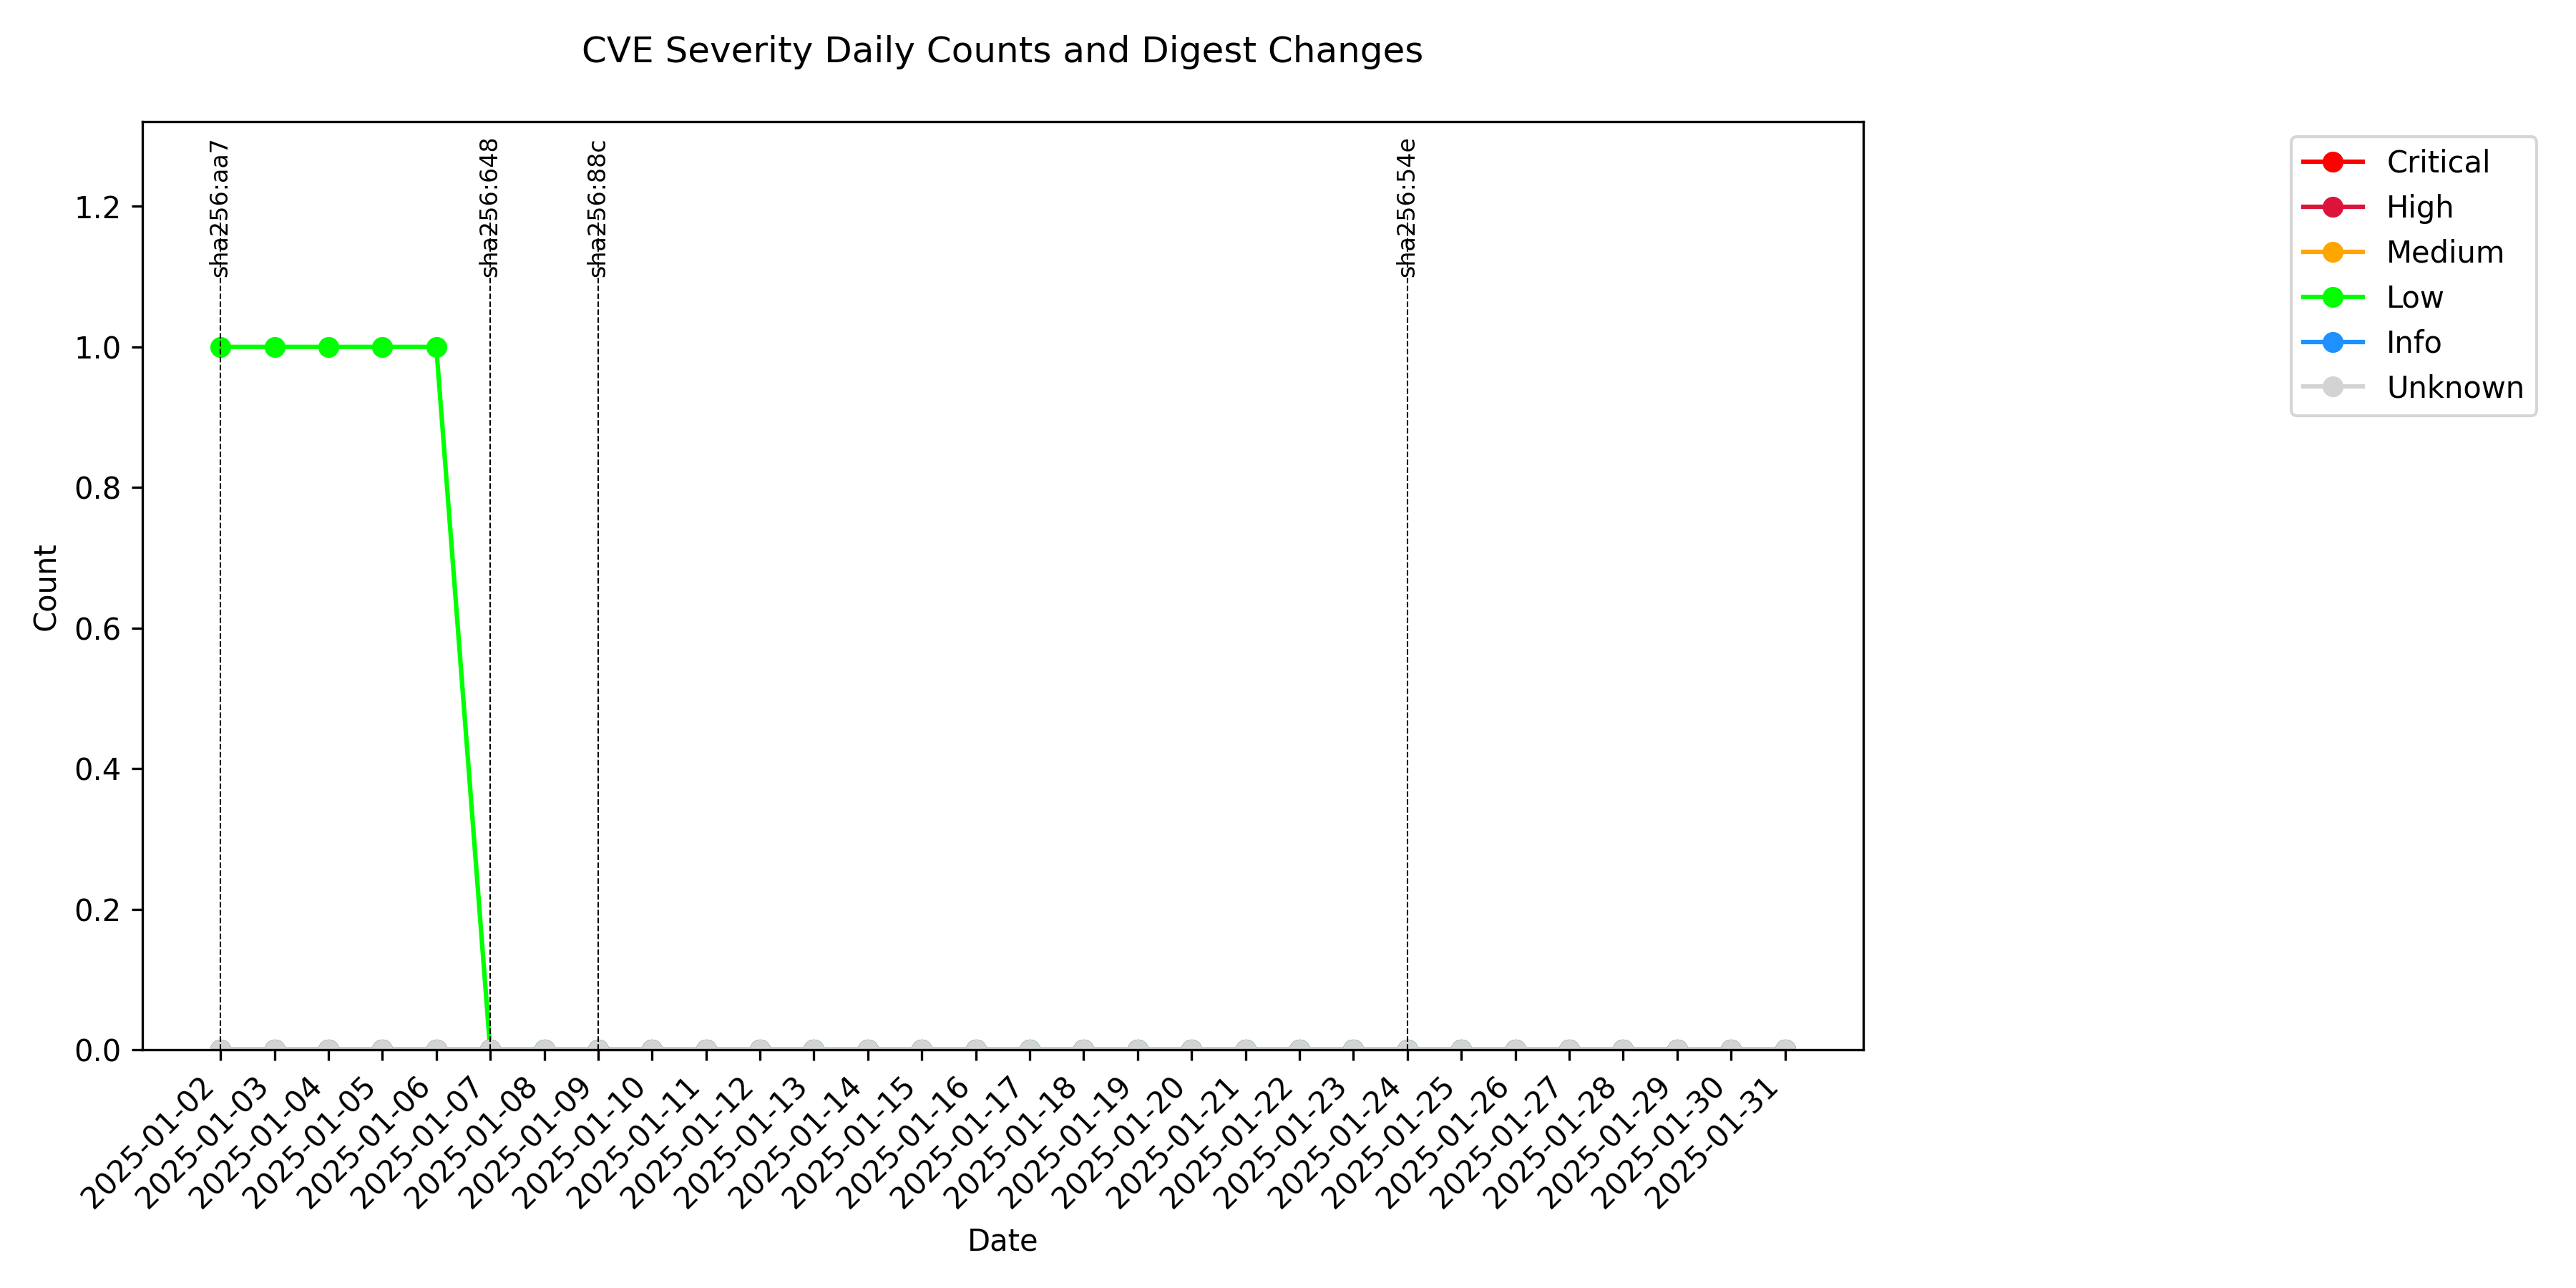 CVE Severity Daily Counts and Digest Changes
sha256:aa7
sha256:648
sha256:88c
sha256:54e
Critical
High
Medium
Low
Info
Unknown
1.2
1.0
0.8
0.6
0.4
0.2
0.0
Count
2025-01-02
2025-01-03
2025-01-04
2025-01-05
2025-01-06
2025-01-07
2025-01-08
2025-01-09
2025-01-10
2025-01-11
2025-01-12
2025-01-13
2025-01-14
2025-01-15
2025-01-16
2025-01-17
2025-01-18
2025-01-19
2025-01-20
2025-01-21
2025-01-22
2025-01-23
2025-01-24
2025-01-25
2025-01-26
2025-01-27
2025-01-28
2025-01-29
2025-01-30
2025-01-31
Date